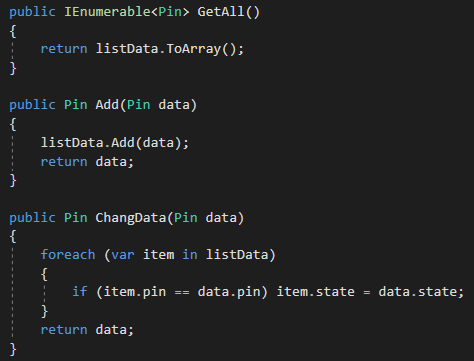 public IEnumerable<Pin> GetAll()
{
return listData.ToArray();
}
public Pin Add(Pin data)
{
listData.Add(data);
return data;
}
public Pin ChangData(Pin data)
{
foreach (var item in listData)
{
if (item.pin == data.pin) item.state = data.state;
}
return data;
}